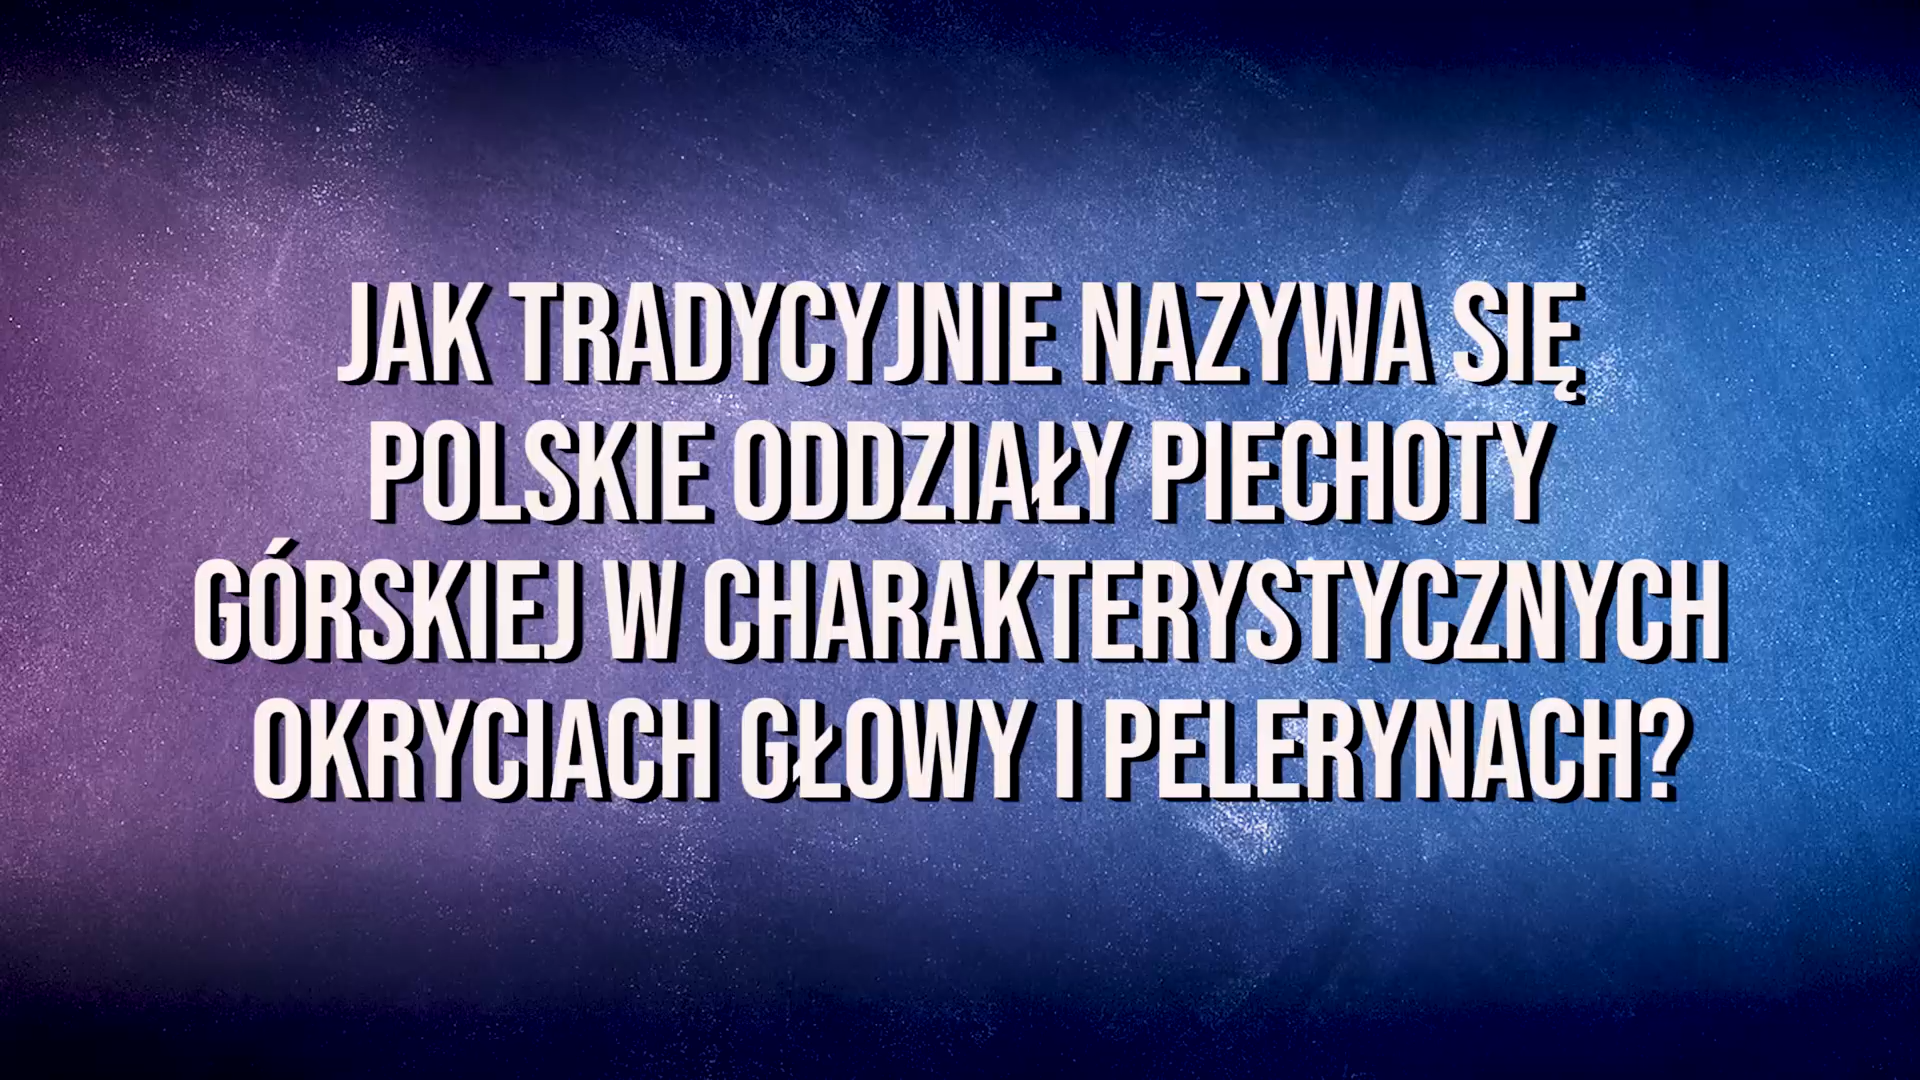 JAK TRADYCYJNIE NAZYWA SIĘ
POLSKIE ODDZIAŁY PIECHOTY
GÓRSKIEJ W CHARAKTERYSTYCZNYCH
OKRYCIACH GŁOWY I PELERYNACH?